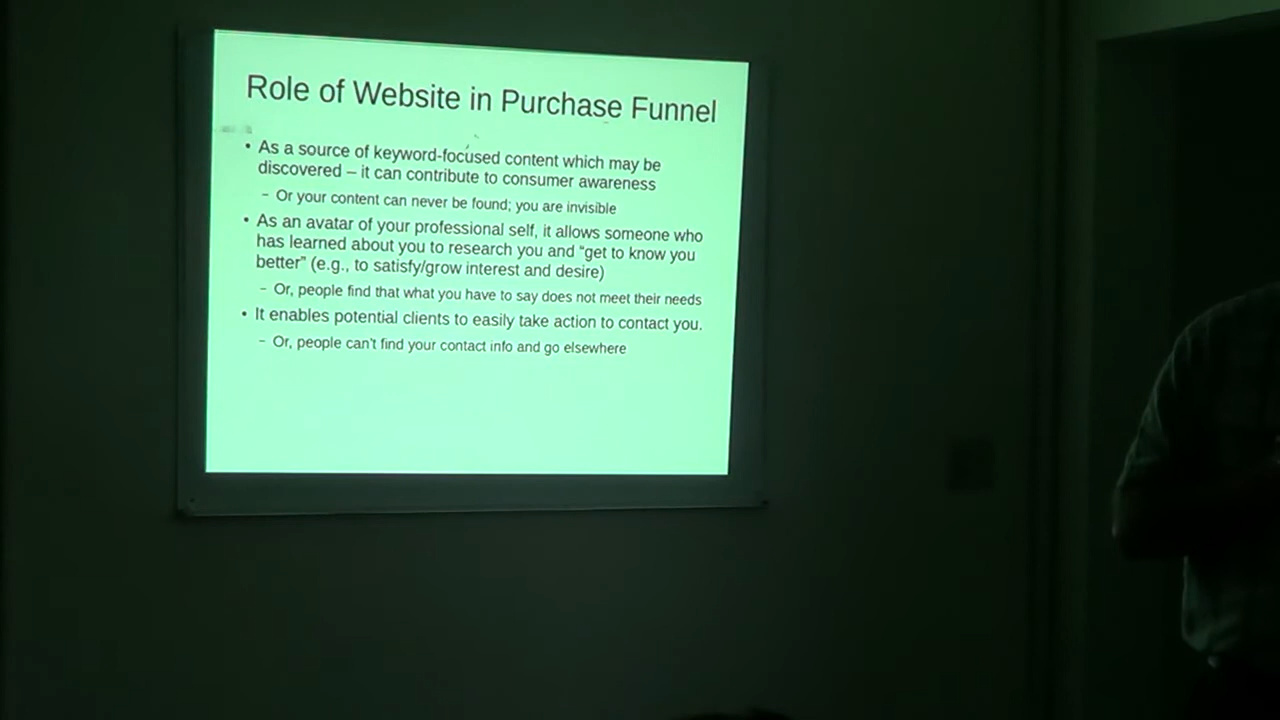 Role of Website in Purchase Funnel
• As a source of keyword-focused content which may be
discovered – it can contribute to consumer awareness
– Or your content can never be found; you are invisible
• As an avatar of your professional self, it allows someone who
has learned about you to research you and “get to know you
better” (e.g., to satisfy/grow interest and desire)
– Or, people find that what you have to say does not meet their needs
• It enables potential clients to easily take action to contact you.
– Or, people can't find your contact info and go elsewhere